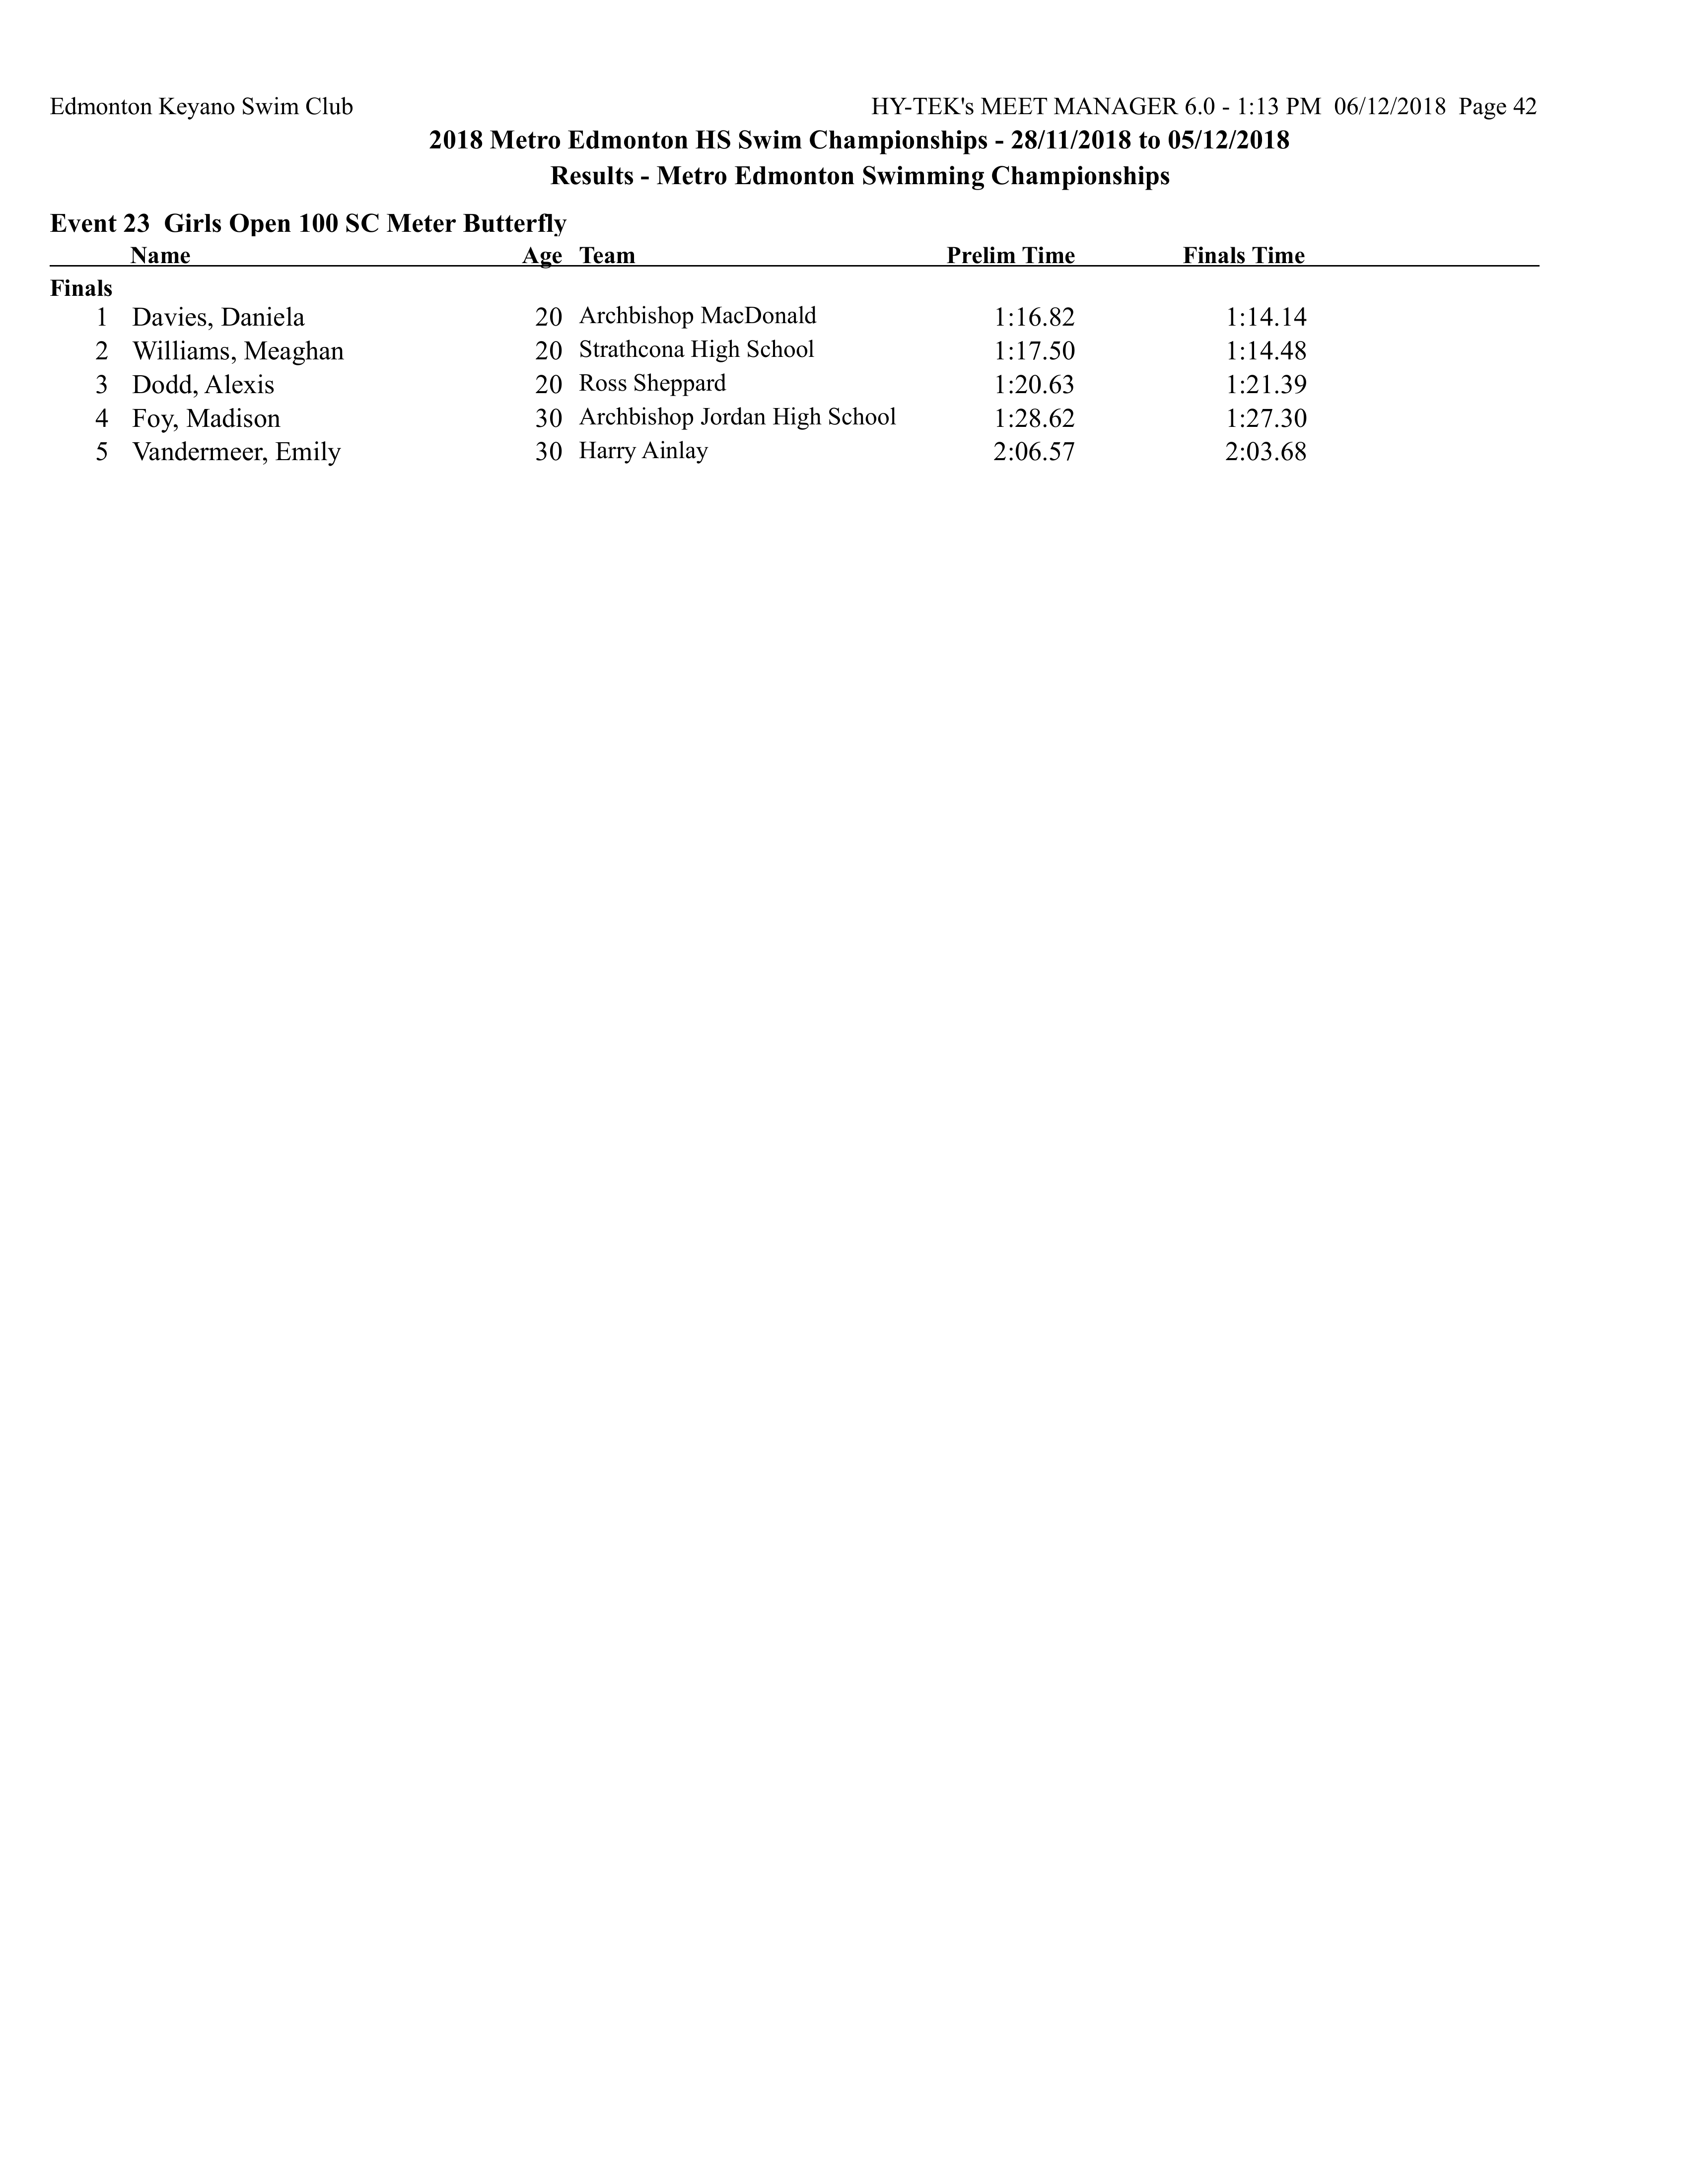 Edmonton Keyano Swim Club HY-TEK's MEET MANAGER 6.0 - 1:13 PM 06/12/2018 Page 42
2018 Metro Edmonton HS Swim Championships - 28/11/2018 to 05/12/2018
Results - Metro Edmonton Swimming Championships
Event 23 Girls Open 100 SC Meter Butterfly
Name Age Team Prelim Time Finals Time
Finals
1 Davies, Daniela 20 Archbishop MacDonald 1:16.82 1:14.14
2 Williams, Meaghan 20 Strathcona High School 1:17.50 1:14.48
3 Dodd, Alexis 20 Ross Sheppard 1:20.63 1:21.39
4 Foy, Madison 30 Archbishop Jordan High School 1:28.62 1:27.30
5 Vandermeer, Emily 30 Harry Ainlay 2:06.57 2:03.68